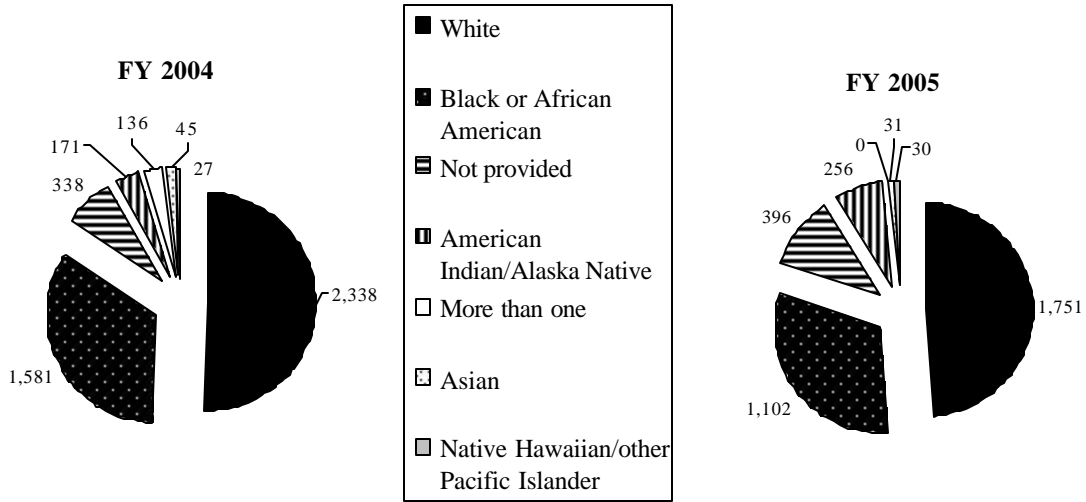 FY 2004
136
45
171
27
338
2,338
1,581
White
Black or African
American
Not provided
American
Indian/Alaska Native
More than one
Asian
Native Hawaiian/other
Pacific Islander
FY 2005
31
0
30
256
396
1,751
1,102